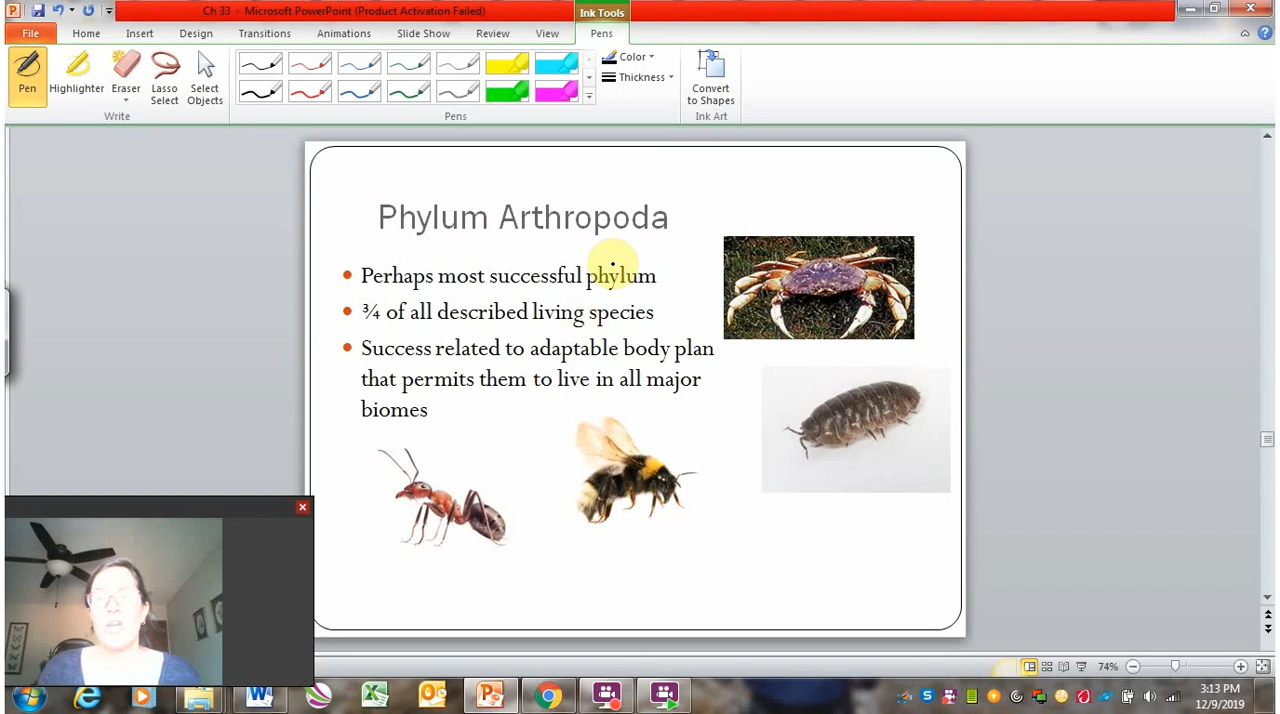 Ch 33 - Microsoft PowerPoint (Product Activation Failed)
Ink Tools
File Home Insert Design Transitions Animations Slide Show Review View Pens
Pen
Highlighter
Eraser
Lasso Select
Select Objects
Color
Thickness
Convert to Shapes
Write
Pens
Ink Art
Phylum Arthropoda
• Perhaps most successful phylum
• ¾ of all described living species
• Success related to adaptable body plan
that permits them to live in all major
biomes
74%
3:13 PM
12/9/2019